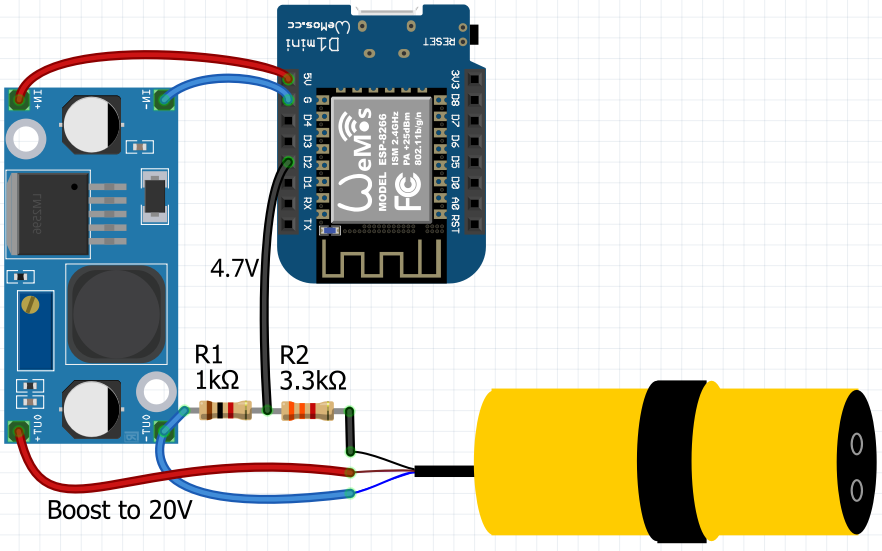 WeMos.cc
D1mini
RESET
5V
G
D4
D3
D2
D1
RX
TX
3V3
D8
D7
D6
D5
D0
A0
RST
WeMos
MODEL ESP-8266
ISM 2.4GHz
PA +25dBm
802.11b/g/n
FC
IN+
IN-
LM2596
4.7V
R1
1kΩ
R2
3.3kΩ
OUT+
OUT-
Boost to 20V